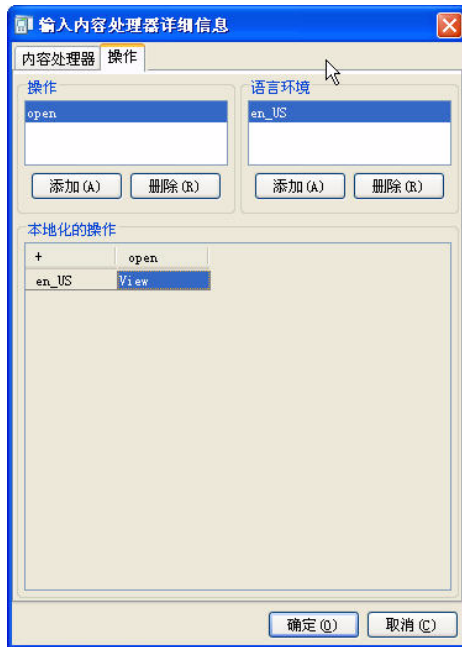 输入内容处理器详细信息
内容处理器 操作
操作 语言环境
open en_US
添加(A) 删除(R) 添加(A) 删除(R)
本地化的操作
+ open
en_US View
确定(O) 取消(C)